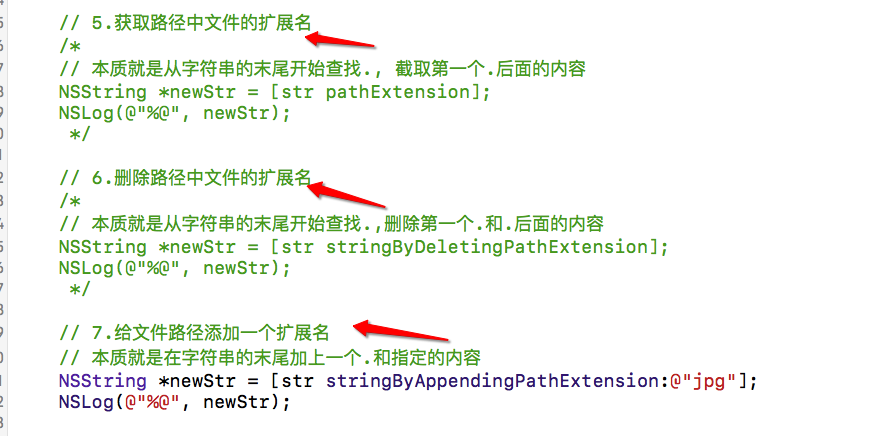 // 5.获取路径中文件的扩展名
/*
// 本质就是从字符串的末尾开始查找., 截取第一个.后面的内容
NSString *newStr = [str pathExtension];
NSLog(@"%@", newStr);
*/
// 6.删除路径中文件的扩展名
/*
// 本质就是从字符串的末尾开始查找.,删除第一个.和.后面的内容
NSString *newStr = [str stringByDeletingPathExtension];
NSLog(@"%@", newStr);
*/
// 7.给文件路径添加一个扩展名
// 本质就是在字符串的末尾加上一个.和指定的内容
NSString *newStr = [str stringByAppendingPathExtension:@"jpg"];
NSLog(@"%@", newStr);